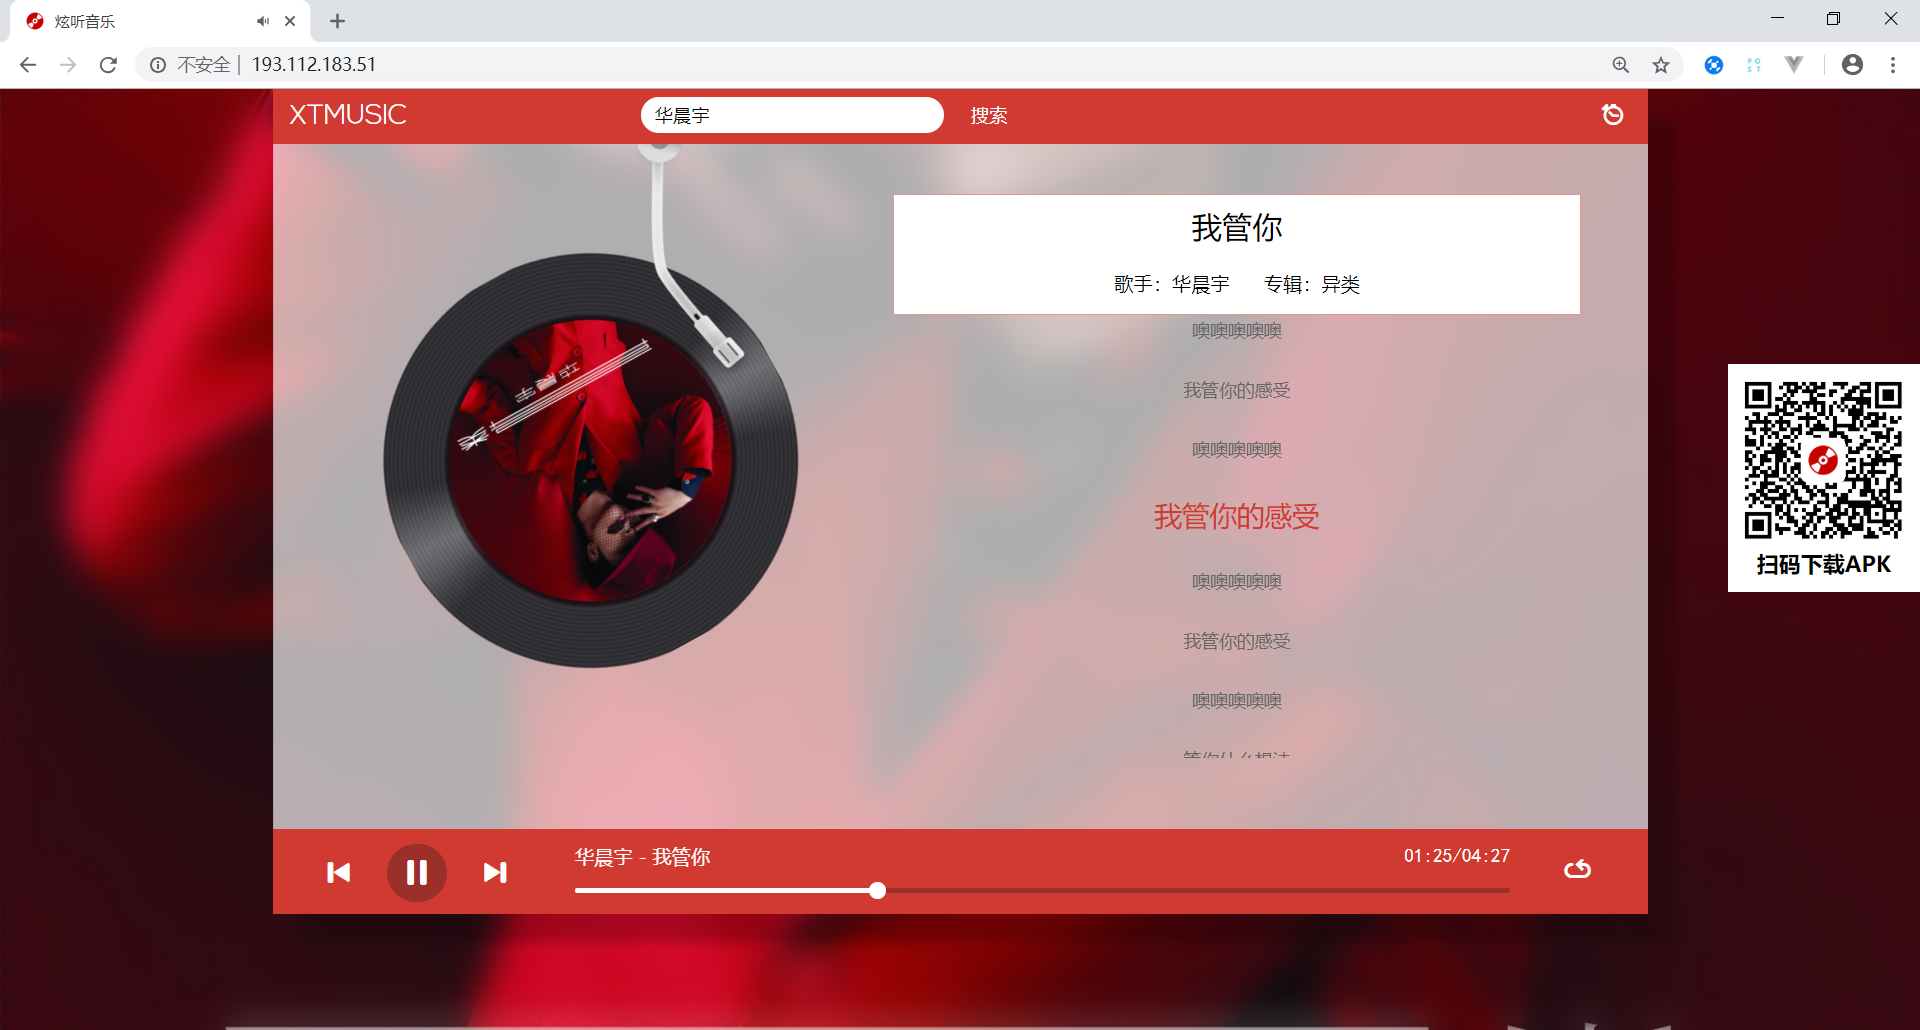 炫听音乐
不安全 | 193.112.183.51
XTMUSIC
华晨宇
搜索
我管你
歌手：华晨宇 专辑：异类
噢噢噢噢噢
我管你的感受
噢噢噢噢噢
我管你的感受
噢噢噢噢噢
我管你的感受
噢噢噢噢噢
扫码下载APK
华晨宇 - 我管你
01:25/04:27